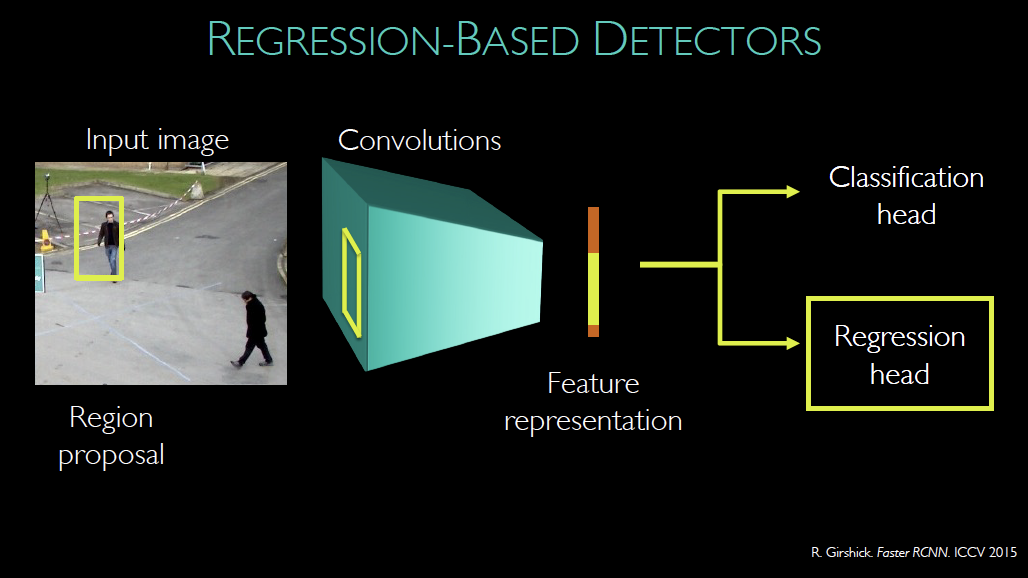 REGRESSION-BASED DETECTORS
Input image
Convolutions
Classification
head
Regression
head
Feature
representation
Region
proposal
R. Girshick. Faster RCNN. ICCV 2015